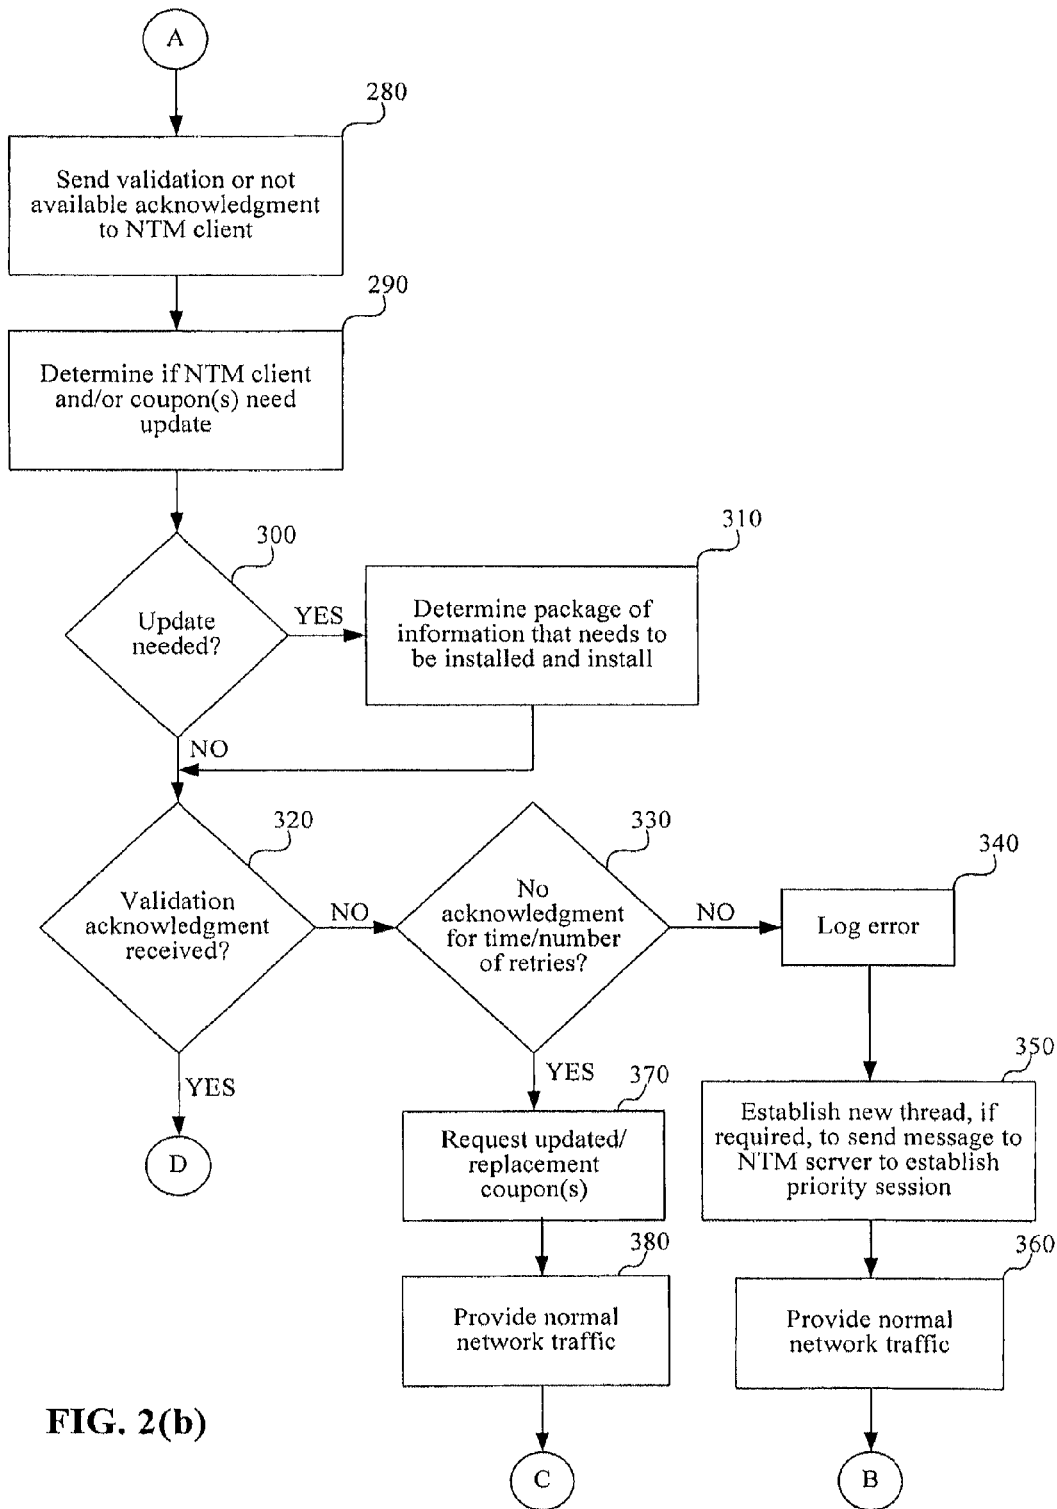 A
280
Send validation or not
available acknowledgment
to NTM client
290
Determine if NTM client
and/or coupon(s) need
update
300
310
Update
needed?
YES
Determine package of
information that needs to
be installed and install
NO
320
330
340
Validation
acknowledgment
received?
NO
No
acknowledgment
for time/number
of retries?
NO
Log error
YES
D
YES
370
350
Request updated/
replacement
coupon(s)
Establish new thread, if
required, to send message to
NTM server to establish
priority session
380
360
Provide normal
network traffic
Provide normal
network traffic
FIG. 2(b)
C
B